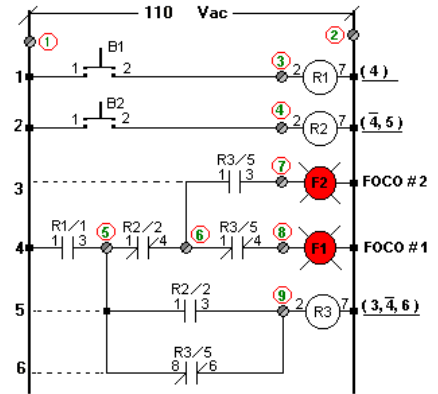 110 Vac
1 2
B1
1 1 2 3 2 R1 7 (4)
B2
2 1 2 4 2 R2 7 (4̅, 5)
R3/5 7
3 1 3 F2 FOCO #2
R1/1 5 R2/2 6 R3/5 8
4 1 3 1 4 1 4 F1 FOCO #1
R2/2 9
5 1 3 2 R3 7 (3, 4̅, 6)
R3/5
6 8 6